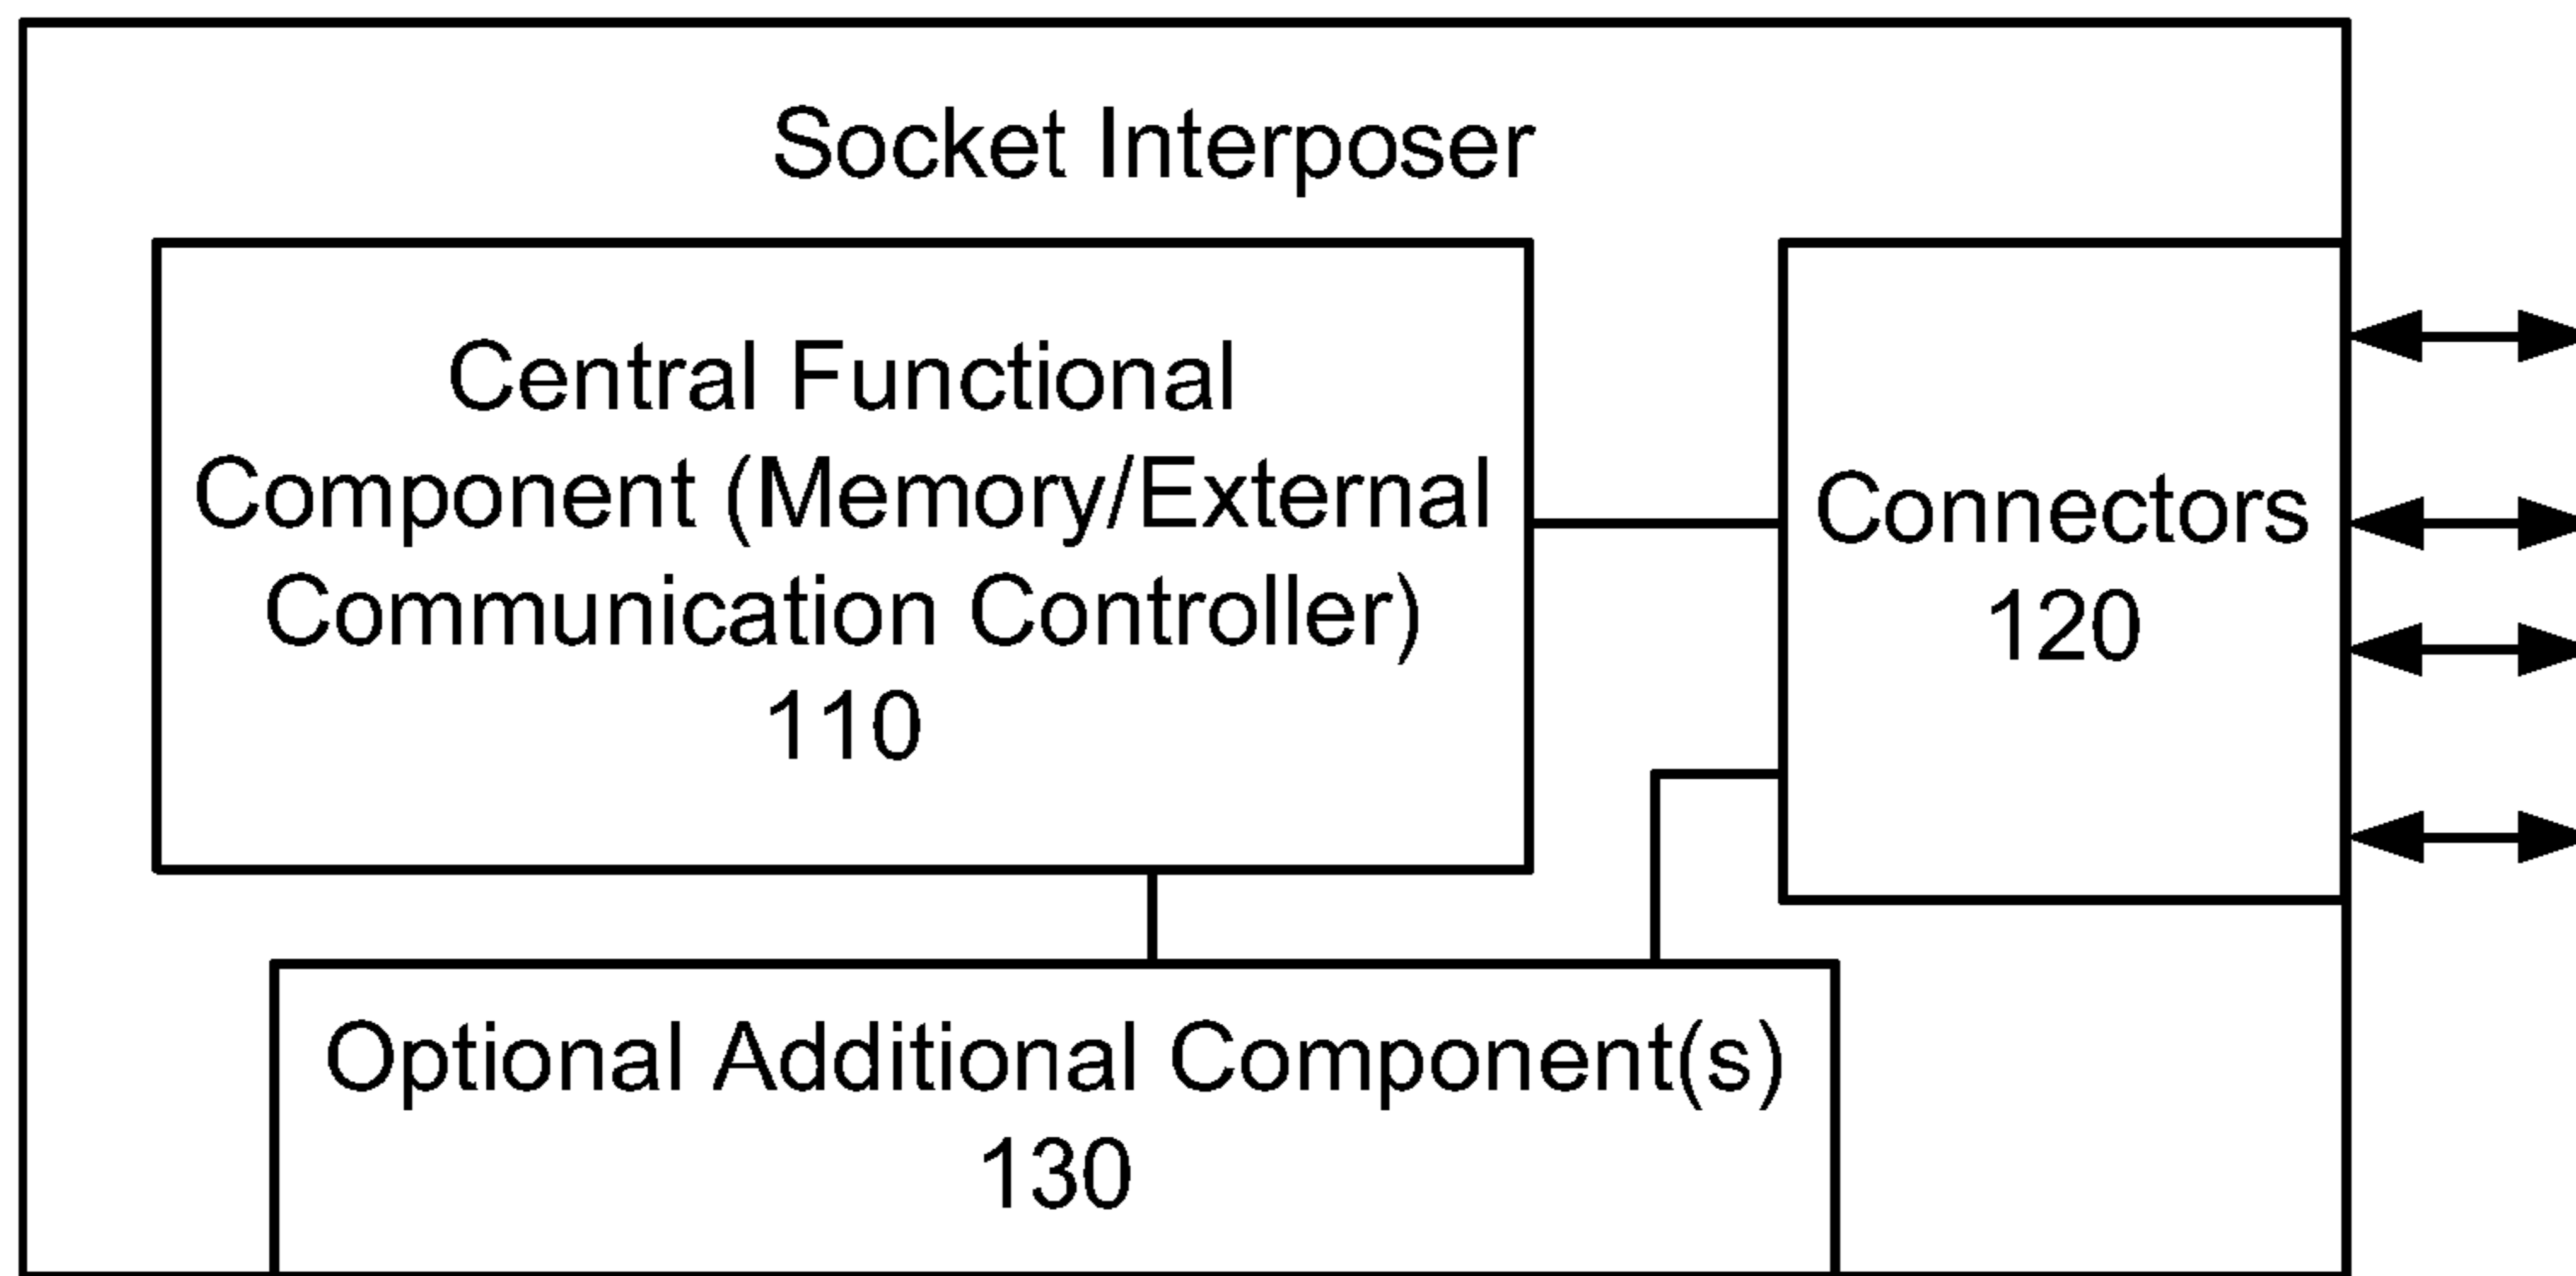 Socket Interposer
Central Functional
Component (Memory/External
Communication Controller)
110
Connectors
120
Optional Additional Component(s)
130